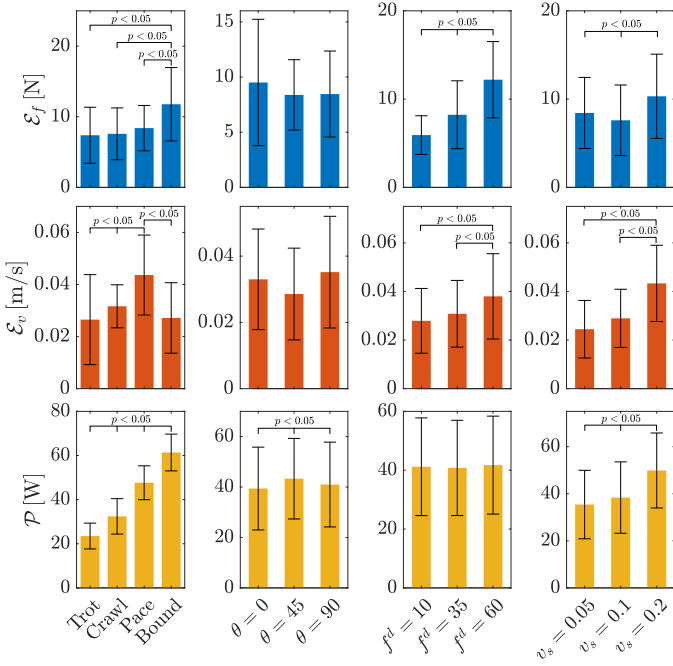 p < 0.05
p < 0.05
p < 0.05
25
20
10
0
ℰf [N]
15
10
5
0
p < 0.05
20
10
0
p < 0.05
20
10
0
p < 0.05
p < 0.05
0.06
0.04
0.02
0
ℰv [m/s]
0.04
0.02
0
p < 0.05
p < 0.05
0.06
0.04
0.02
0
p < 0.05
p < 0.05
0.06
0.04
0.02
0
p < 0.05
80
60
40
20
0
𝒫 [W]
Trot
Crawl
Pace
Bound
p < 0.05
60
40
20
0
θ = 0
θ = 45
θ = 90
60
40
20
0
f^d = 10
f^d = 35
f^d = 60
p < 0.05
60
40
20
0
v_s = 0.05
v_s = 0.1
v_s = 0.2